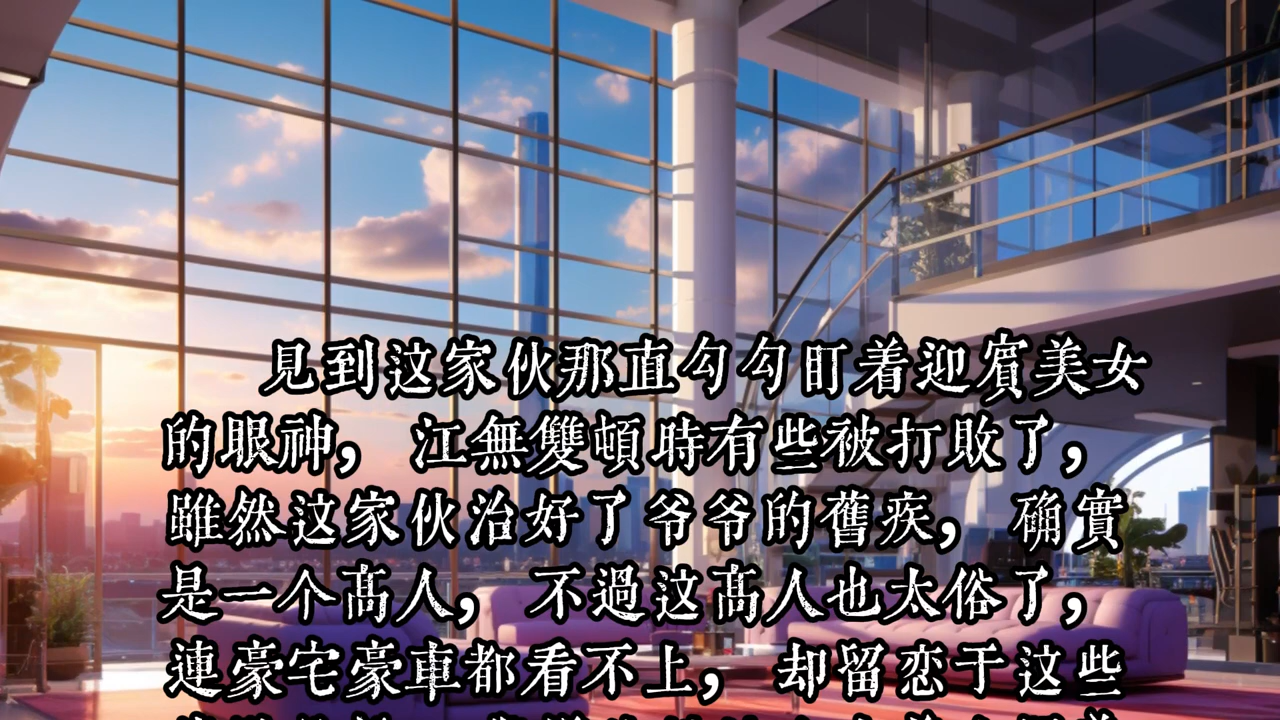 見到这家伙那直勾勾盯着迎賓美女
的眼神，江無雙頓時有些被打敗了，
雖然这家伙治好了爷爷的舊疾，确實
是一个高人，不過这高人也太俗了，
連豪宅豪車都看不上，却留恋于这些